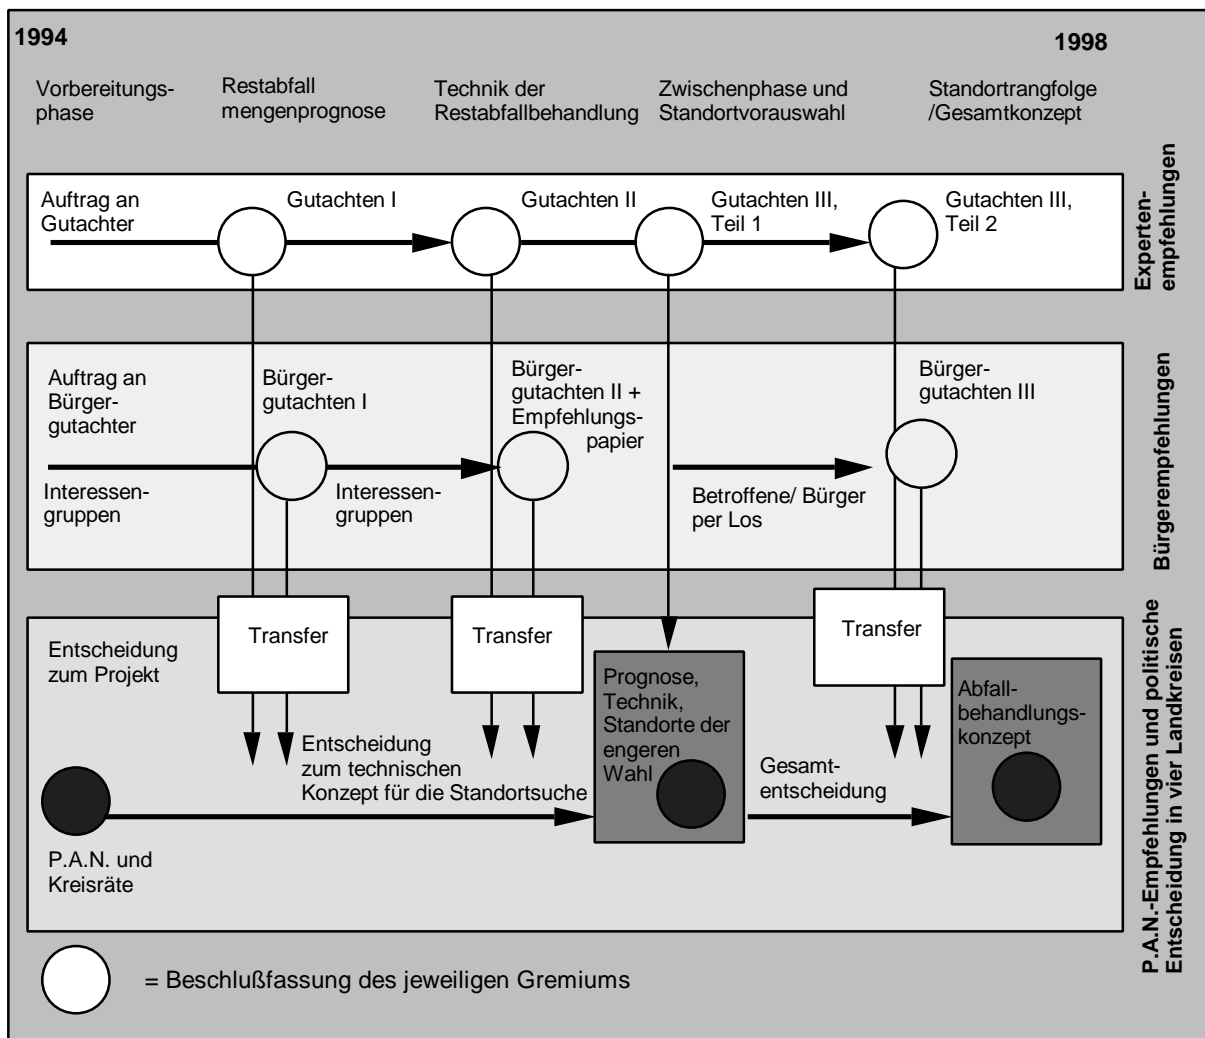 1994
1998
Vorbereitungs-
phase
Restabfall
mengenprognose
Technik der
Restabfallbehandlung
Zwischenphase und
Standortvorauswahl
Standortrangfolge
/Gesamtkonzept
Auftrag an
Gutachter
Gutachten I
Gutachten II
Gutachten III,
Teil 1
Gutachten III,
Teil 2
Experten-
empfehlungen
Auftrag an
Bürger-
gutachter
Bürger-
gutachten I
Bürger-
gutachten II +
Empfehlungs-
papier
Bürger-
gutachten III
Interessen-
gruppen
Interessen-
gruppen
Betroffene/ Bürger
per Los
Bürgerempfehlungen
Entscheidung
zum Projekt
Transfer
Transfer
Transfer
Prognose,
Technik,
Standorte der
engeren
Wahl
Abfall-
behandlungs-
konzept
Entscheidung
zum technischen
Konzept für die Standortsuche
Gesamt-
entscheidung
P.A.N. und
Kreisräte
P.A.N.-Empfehlungen und politische
Entscheidung in vier Landkreisen
= Beschlußfassung des jeweiligen Gremiums